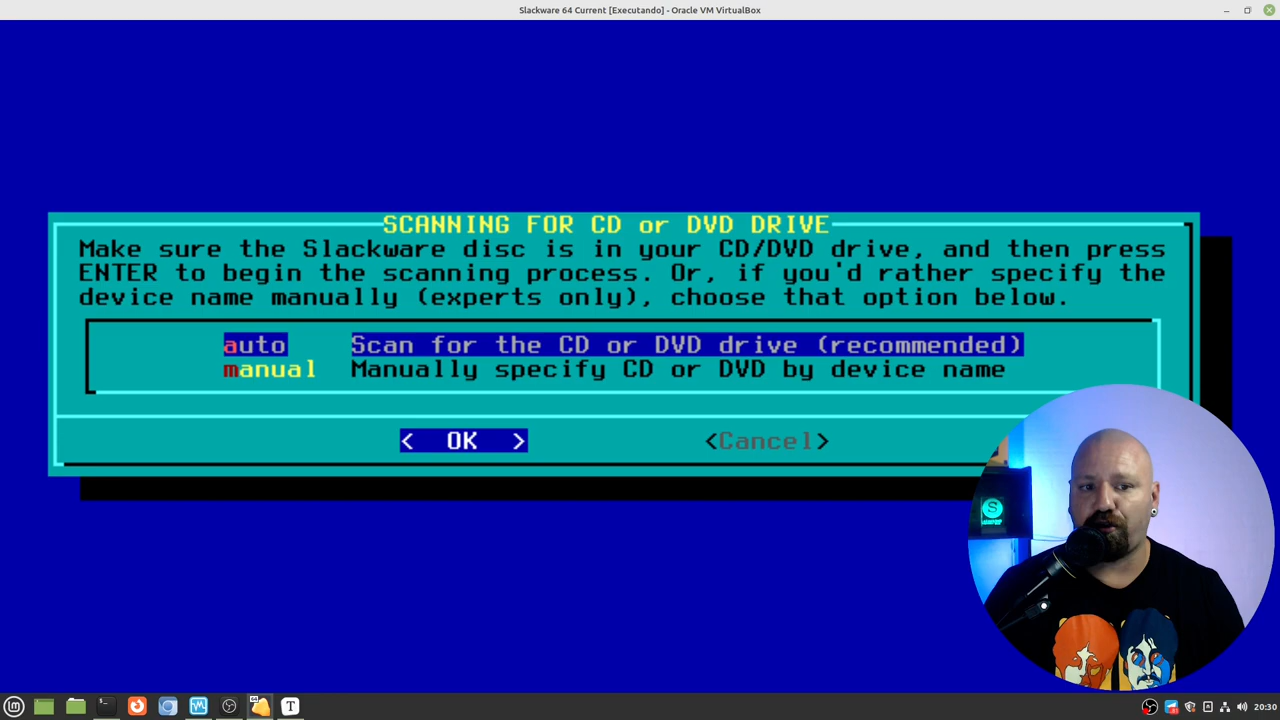 Slackware 64 Current [Executando] - Oracle VM VirtualBox
SCANNING FOR CD or DVD DRIVE
Make sure the Slackware disc is in your CD/DVD drive, and then press
ENTER to begin the scanning process. Or, if you'd rather specify the
device name manually (experts only), choose that option below.
auto Scan for the CD or DVD drive (recommended)
manual Manually specify CD or DVD by device name
< OK > <Cancel>
S
64
T
20:30